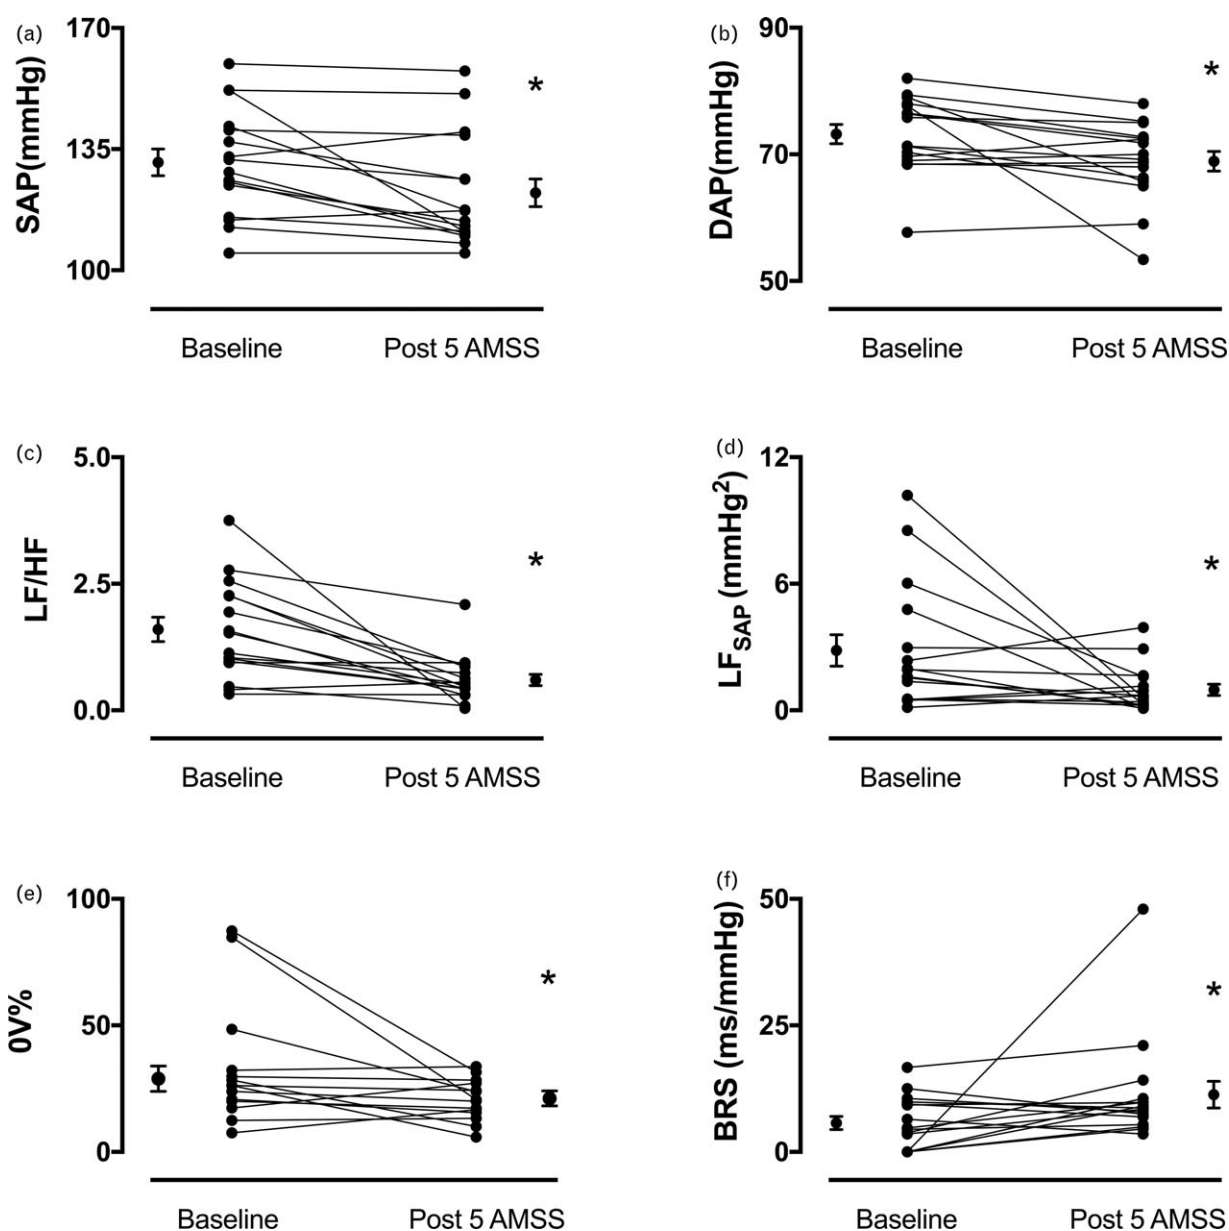 (a)
SAP(mmHg)
170
135
100
*
Baseline
Post 5 AMSS
(b)
DAP(mmHg)
90
70
50
*
Baseline
Post 5 AMSS
(c)
LF/HF
5.0
2.5
0.0
*
Baseline
Post 5 AMSS
(d)
LFSAP (mmHg2)
12
6
0
*
Baseline
Post 5 AMSS
(e)
0V%
100
50
0
*
Baseline
Post 5 AMSS
(f)
BRS (ms/mmHg)
50
25
0
*
Baseline
Post 5 AMSS